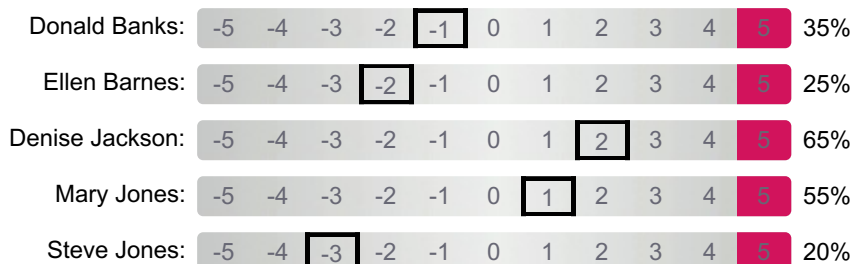 Donald Banks: -5 -4 -3 -2 -1 0 1 2 3 4 5 35%
Ellen Barnes: -5 -4 -3 -2 -1 0 1 2 3 4 5 25%
Denise Jackson: -5 -4 -3 -2 -1 0 1 2 3 4 5 65%
Mary Jones: -5 -4 -3 -2 -1 0 1 2 3 4 5 55%
Steve Jones: -5 -4 -3 -2 -1 0 1 2 3 4 5 20%